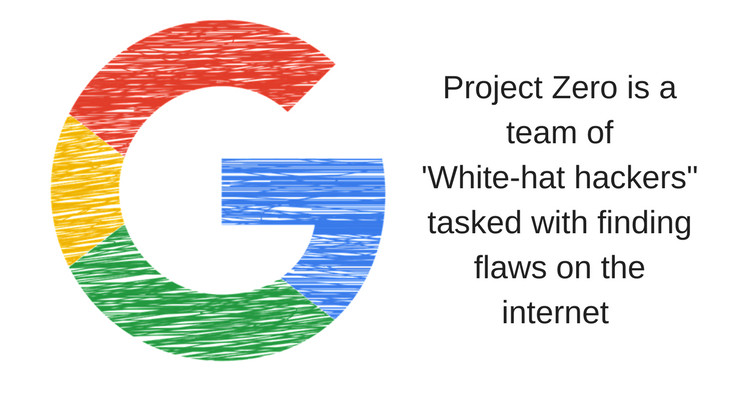 Project Zero is a
team of
'White-hat hackers"
tasked with finding
flaws on the
internet